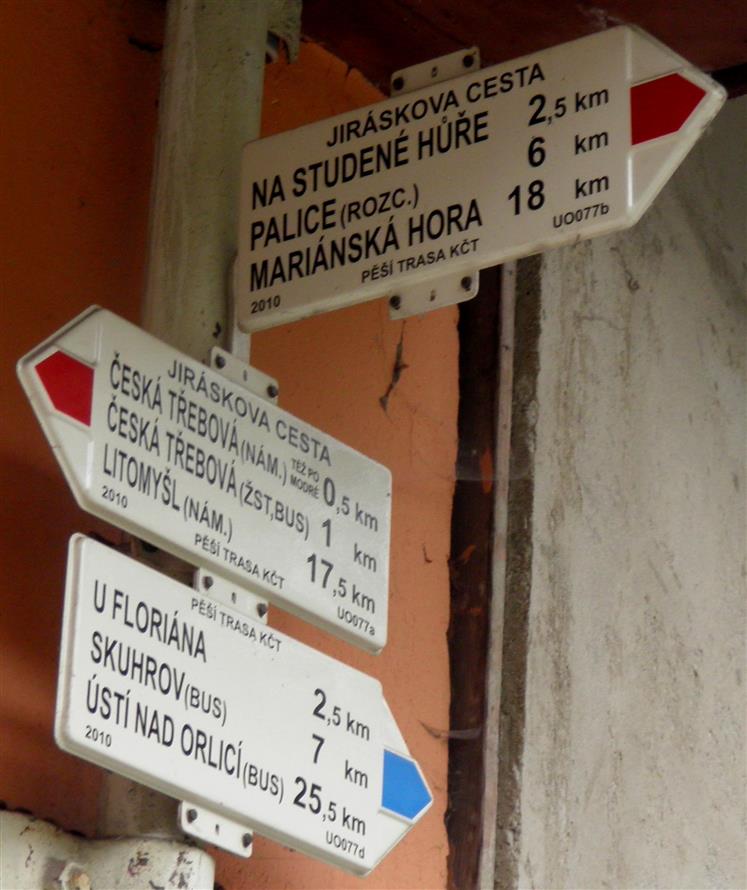 JIRÁSKOVA CESTA
NA STUDENÉ HŮŘE 2,5 km
PALICE (ROZC.) 6 km
MARIÁNSKÁ HORA 18 km
2010 PĚŠÍ TRASA KČT UO077b
JIRÁSKOVA CESTA
ČESKÁ TŘEBOVÁ (NÁM.) TÉŽ PO MODRÉ 0,5 km
ČESKÁ TŘEBOVÁ (ŽST,BUS) 1 km
LITOMYŠL (NÁM.) 17,5 km
2010 PĚŠÍ TRASA KČT UO077a
PĚŠÍ TRASA KČT
U FLORIÁNA 2,5 km
SKUHROV (BUS) 7 km
ÚSTÍ NAD ORLICÍ (BUS) 25,5 km
2010 UO077d